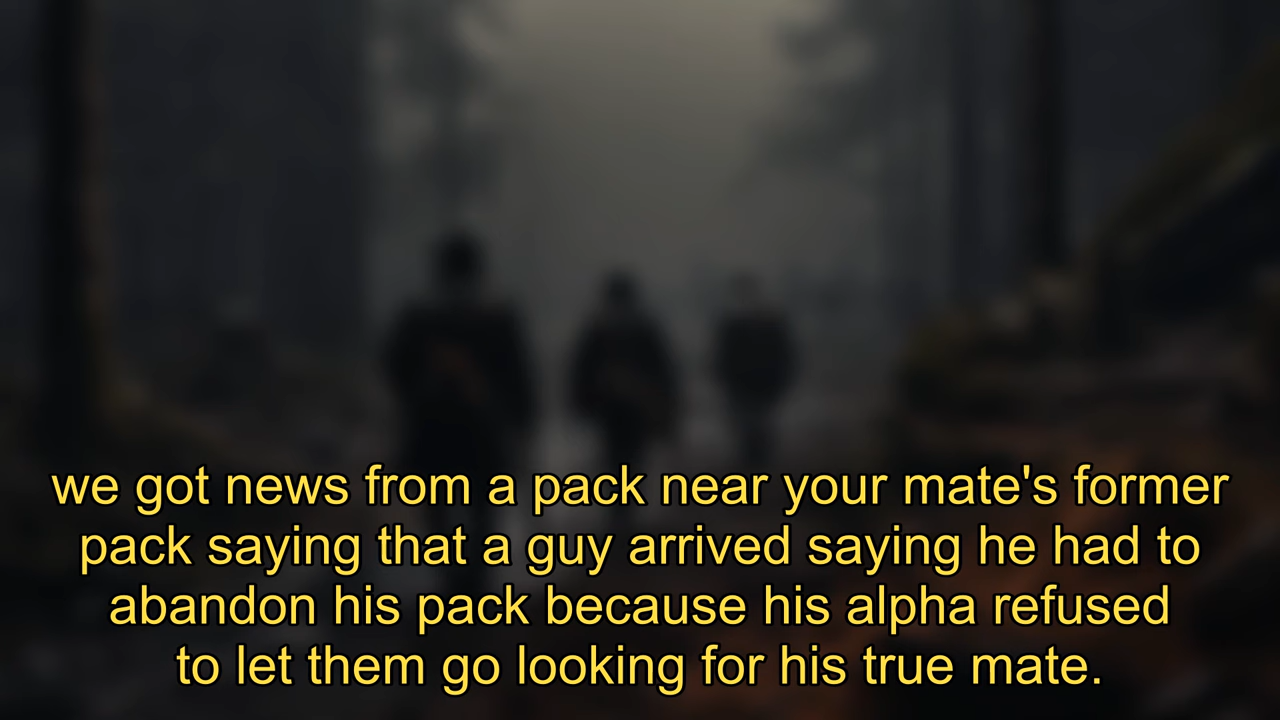 we got news from a pack near your mate's former
pack saying that a guy arrived saying he had to
abandon his pack because his alpha refused
to let them go looking for his true mate.